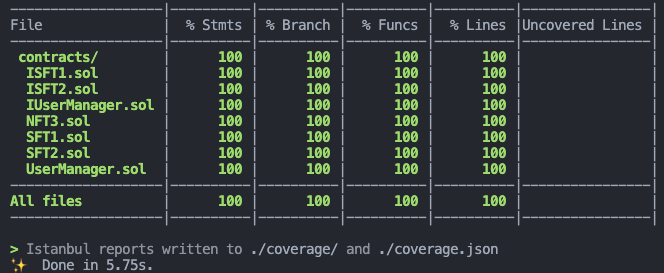 File | % Stmts | % Branch | % Funcs | % Lines |Uncovered Lines |
contracts/ | 100 | 100 | 100 | 100 | |
ISFT1.sol | 100 | 100 | 100 | 100 | |
ISFT2.sol | 100 | 100 | 100 | 100 | |
IUserManager.sol | 100 | 100 | 100 | 100 | |
NFT3.sol | 100 | 100 | 100 | 100 | |
SFT1.sol | 100 | 100 | 100 | 100 | |
SFT2.sol | 100 | 100 | 100 | 100 | |
UserManager.sol | 100 | 100 | 100 | 100 | |
All files | 100 | 100 | 100 | 100 | |
> Istanbul reports written to ./coverage/ and ./coverage.json
✨ Done in 5.75s.